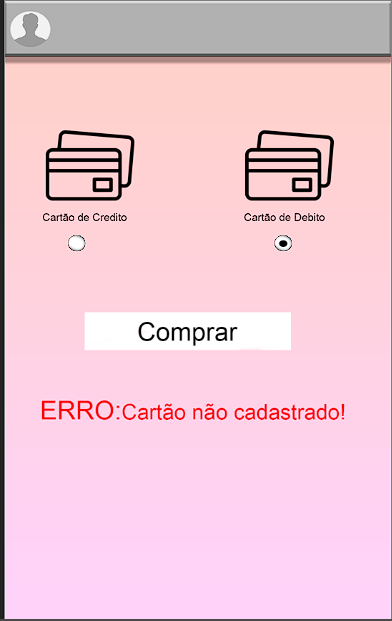 Cartão de Credito
Cartão de Debito
Comprar
ERRO:Cartão não cadastrado!